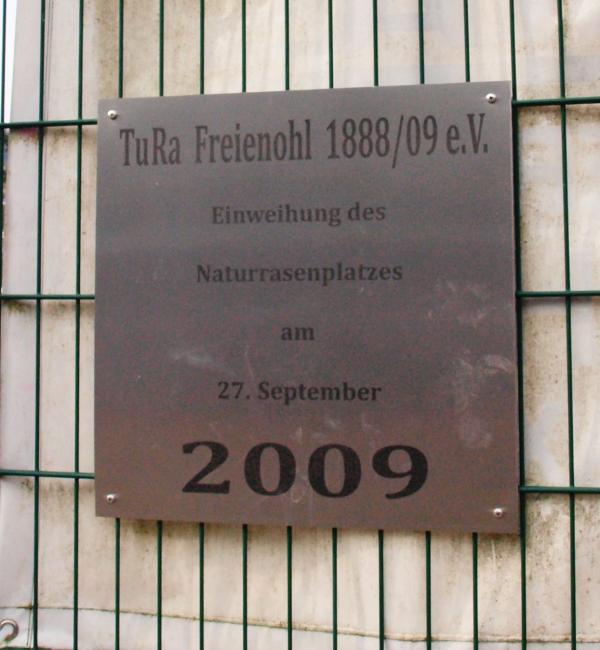 TuRa Freienohl 1888/09 e.V.
Einweihung des
Naturrasenplatzes
am
27. September
2009